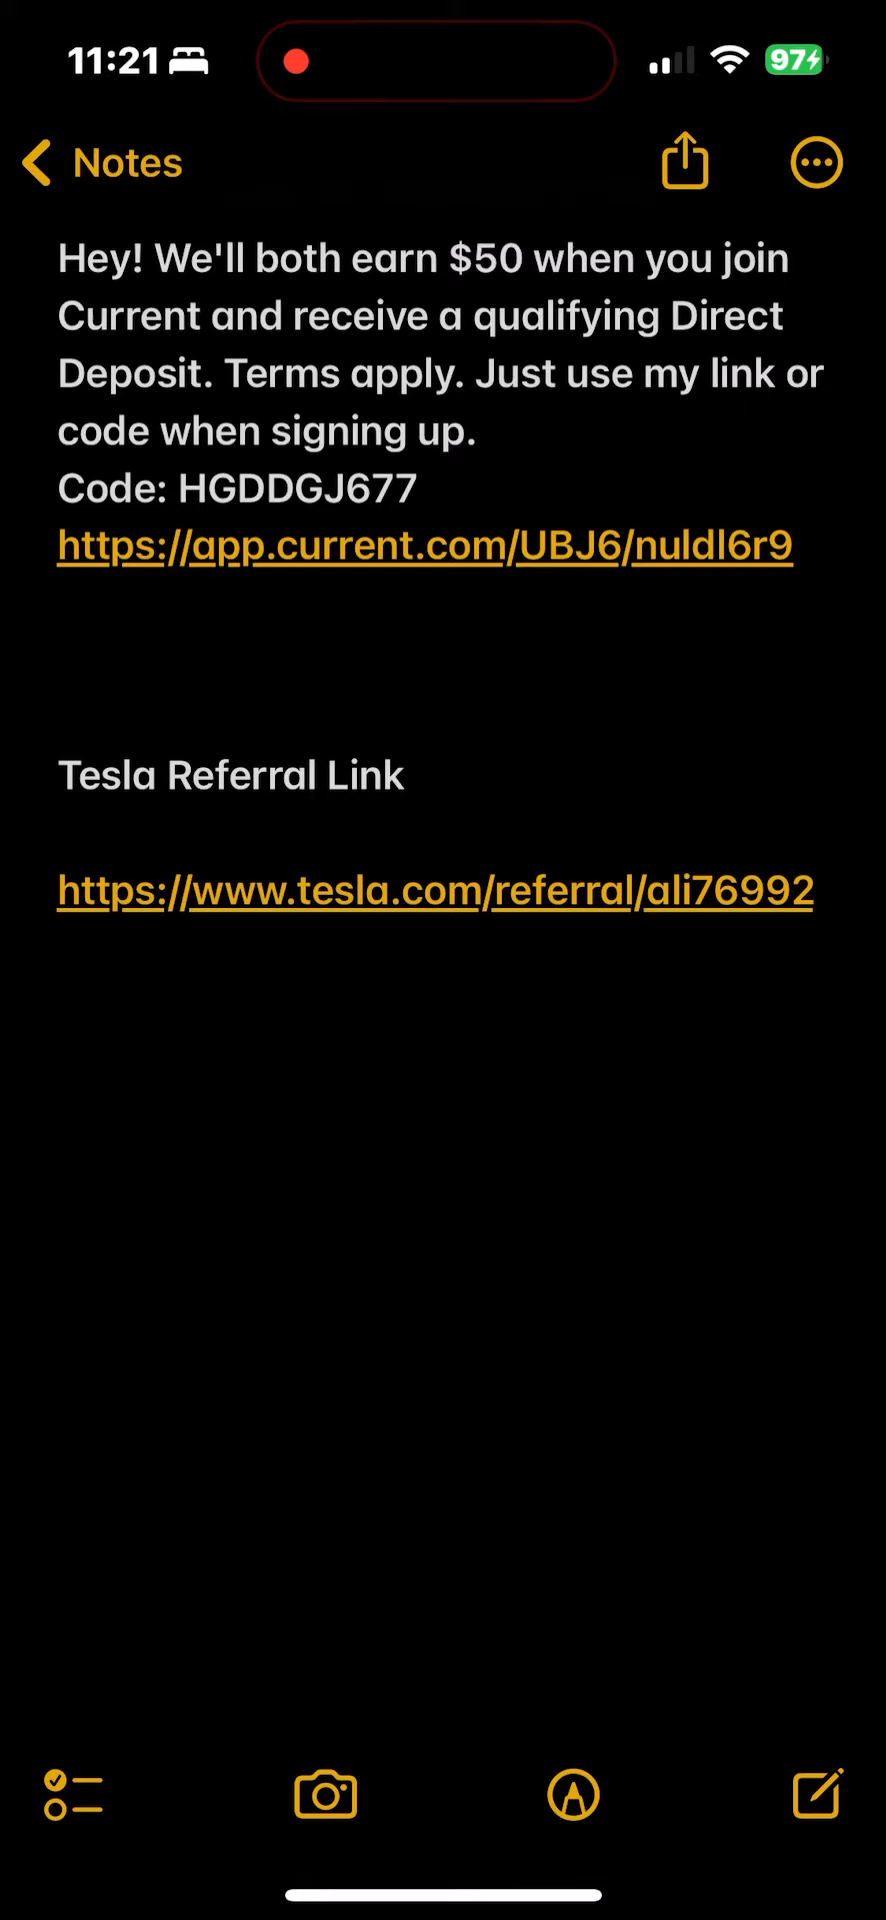 11:21
97
Notes
Hey! We'll both earn $50 when you join
Current and receive a qualifying Direct
Deposit. Terms apply. Just use my link or
code when signing up.
Code: HGDDGJ677
https://app.current.com/UBJ6/nuldl6r9
Tesla Referral Link
https://www.tesla.com/referral/ali76992